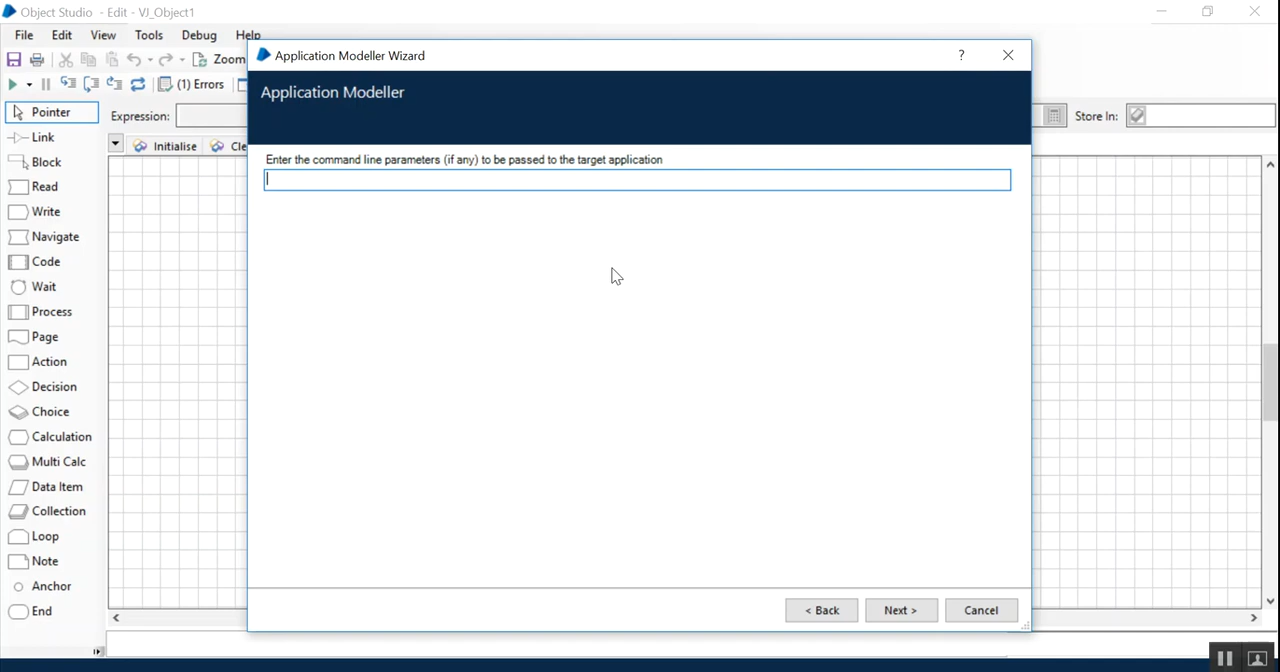 Object Studio - Edit - VJ_Object1
File Edit View Tools Debug Help
Zoom
(1) Errors
Expression:
Store In:
Initialise
Cle
Pointer
Link
Block
Read
Write
Navigate
Code
Wait
Process
Page
Action
Decision
Choice
Calculation
Multi Calc
Data Item
Collection
Loop
Note
Anchor
End
Application Modeller Wizard
?
Application Modeller
Enter the command line parameters (if any) to be passed to the target application
< Back
Next >
Cancel